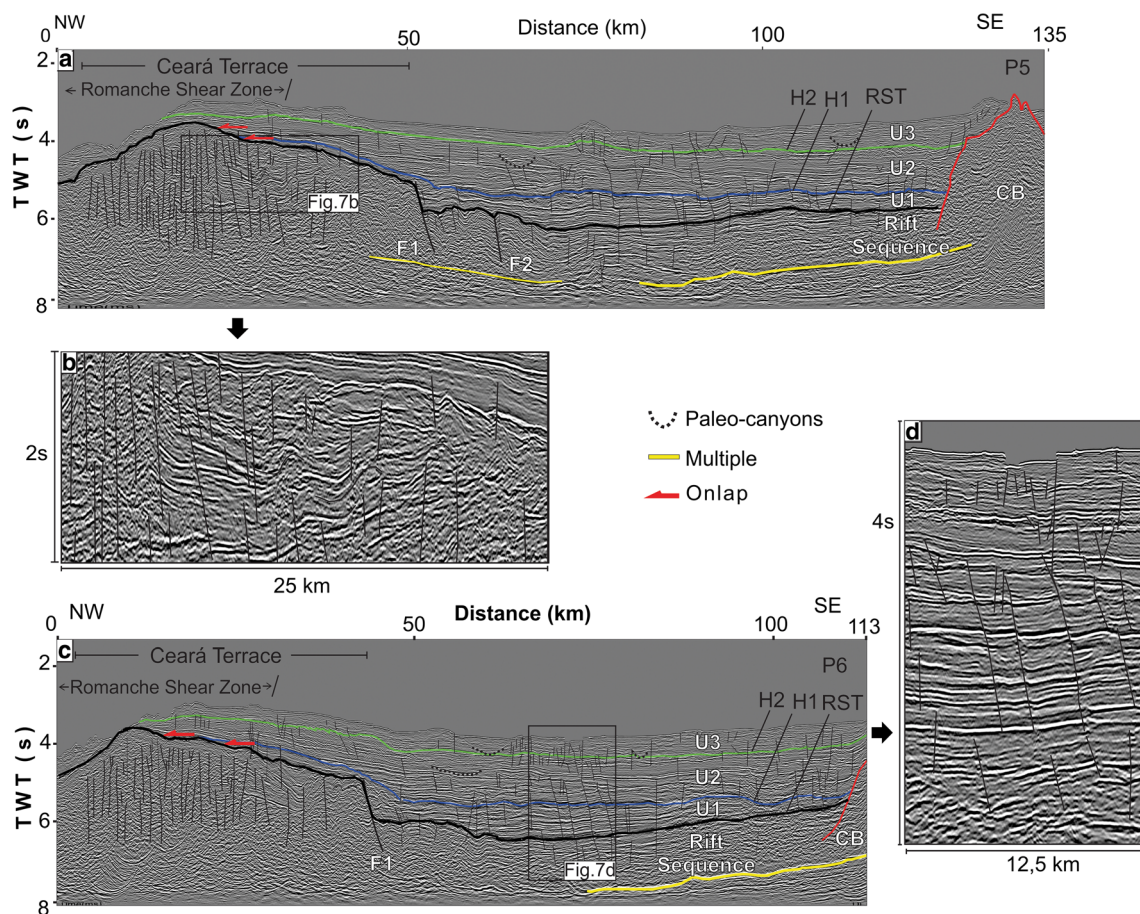 NW
Distance (km)
SE
0
50
100
135
a
Ceará Terrace
Romanche Shear Zone
P5
H2 H1 RST
U3
U2
U1
Rift
Sequence
CB
Fig.7b
F1
F2
TWT (s)
2
4
6
8
b
2s
25 km
Paleo-canyons
Multiple
Onlap
d
4s
12,5 km
NW
Distance (km)
SE
0
50
100
113
c
Ceará Terrace
Romanche Shear Zone
P6
H2 H1 RST
U3
U2
U1
Rift
Sequence
CB
Fig.7d
F1
TWT (s)
2
4
6
8